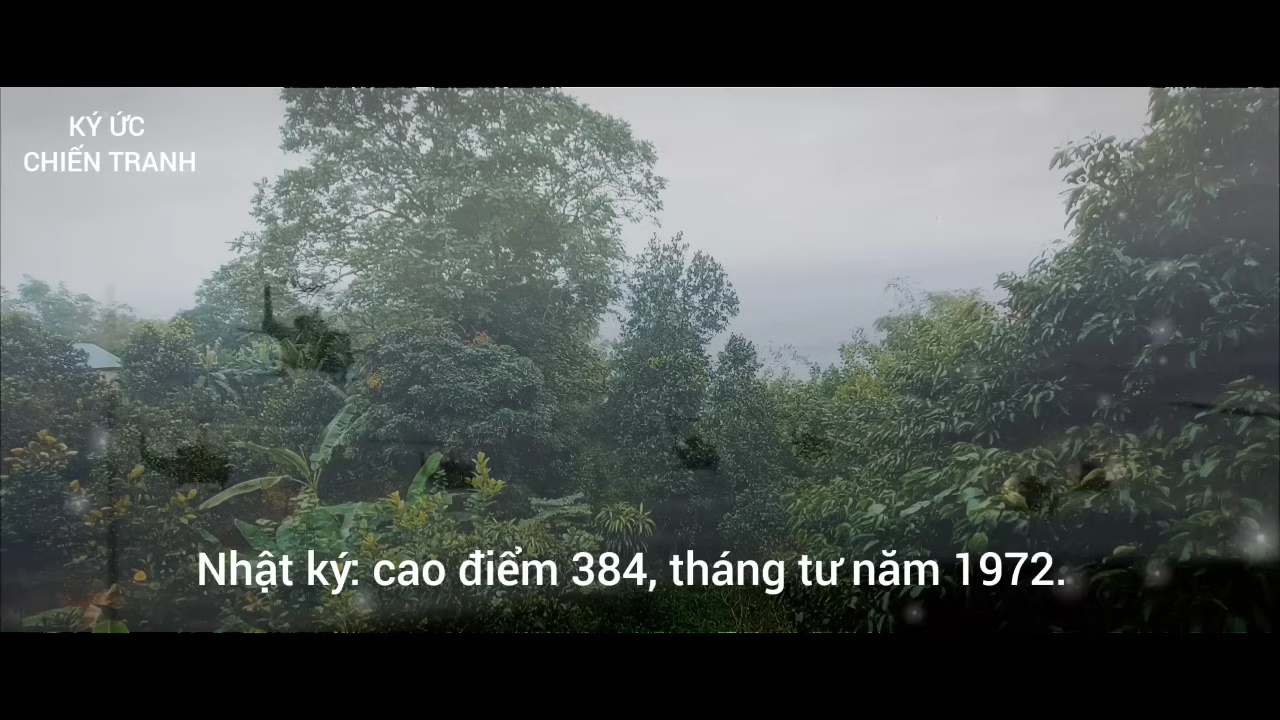 KÝ ỨC
CHIẾN TRANH
Nhật ký: cao điểm 384, tháng tư năm 1972.